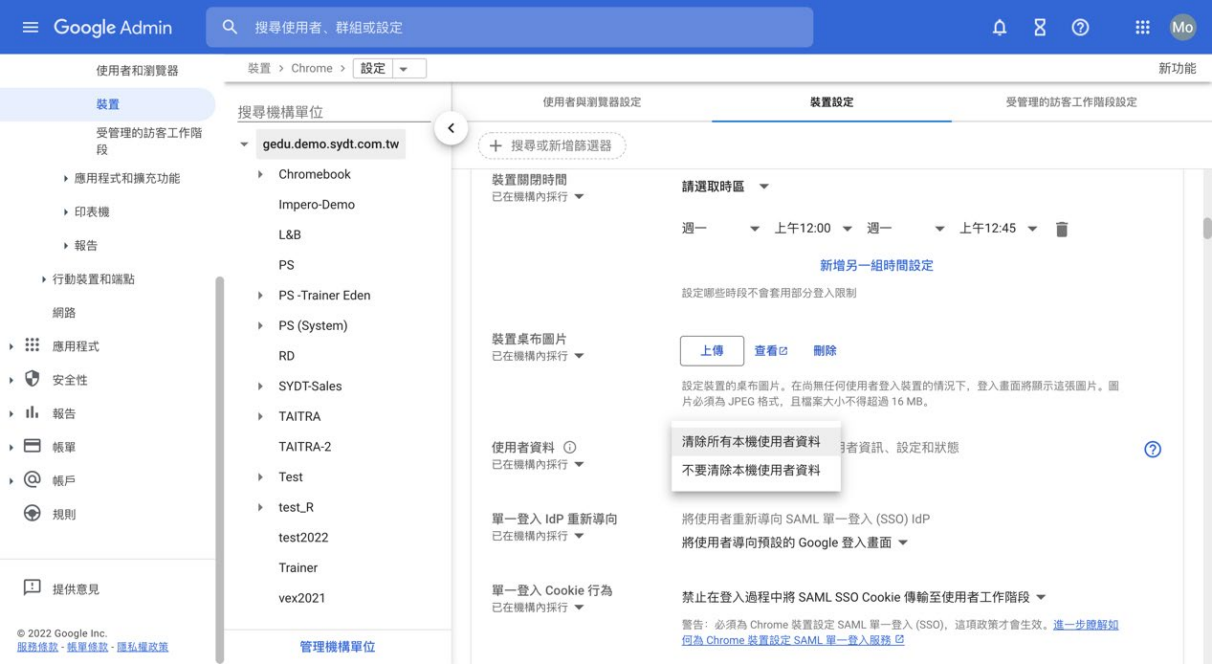 Google Admin
搜尋使用者、群組或設定
Mo
使用者和瀏覽器
裝置
受管理的訪客工作階
段
應用程式和擴充功能
印表機
報告
行動裝置和端點
網路
應用程式
安全性
報告
帳單
帳戶
規則
提供意見
© 2022 Google Inc.
服務條款 - 帳單條款 - 隱私權政策
裝置 > Chrome > 設定
新功能
搜尋機構單位
gedu.demo.sydt.com.tw
Chromebook
Impero-Demo
L&B
PS
PS -Trainer Eden
PS (System)
RD
SYDT-Sales
TAITRA
TAITRA-2
Test
test_R
test2022
Trainer
vex2021
管理機構單位
使用者與瀏覽器設定
裝置設定
受管理的訪客工作階段設定
搜尋或新增篩選器
裝置關閉時間
已在機構內採行
請選取時區
週一 上午12:00 週一 上午12:45
新增另一組時間設定
設定哪些時段不會套用部分登入限制
裝置桌布圖片
已在機構內採行
上傳 查看 刪除
設定裝置的桌布圖片。在尚無任何使用者登入裝置的情況下，登入畫面將顯示這張圖片。圖
片必須為 JPEG 格式，且檔案大小不得超過 16 MB。
使用者資料
已在機構內採行
清除所有本機使用者資料
者資訊、設定和狀態
不要清除本機使用者資料
單一登入 IdP 重新導向
已在機構內採行
將使用者重新導向 SAML 單一登入 (SSO) IdP
將使用者導向預設的 Google 登入畫面
單一登入 Cookie 行為
已在機構內採行
禁止在登入過程中將 SAML SSO Cookie 傳輸至使用者工作階段
警告：必須為 Chrome 裝置設定 SAML 單一登入 (SSO)，這項政策才會生效。進一步瞭解如
何為 Chrome 裝置設定 SAML 單一登入服務